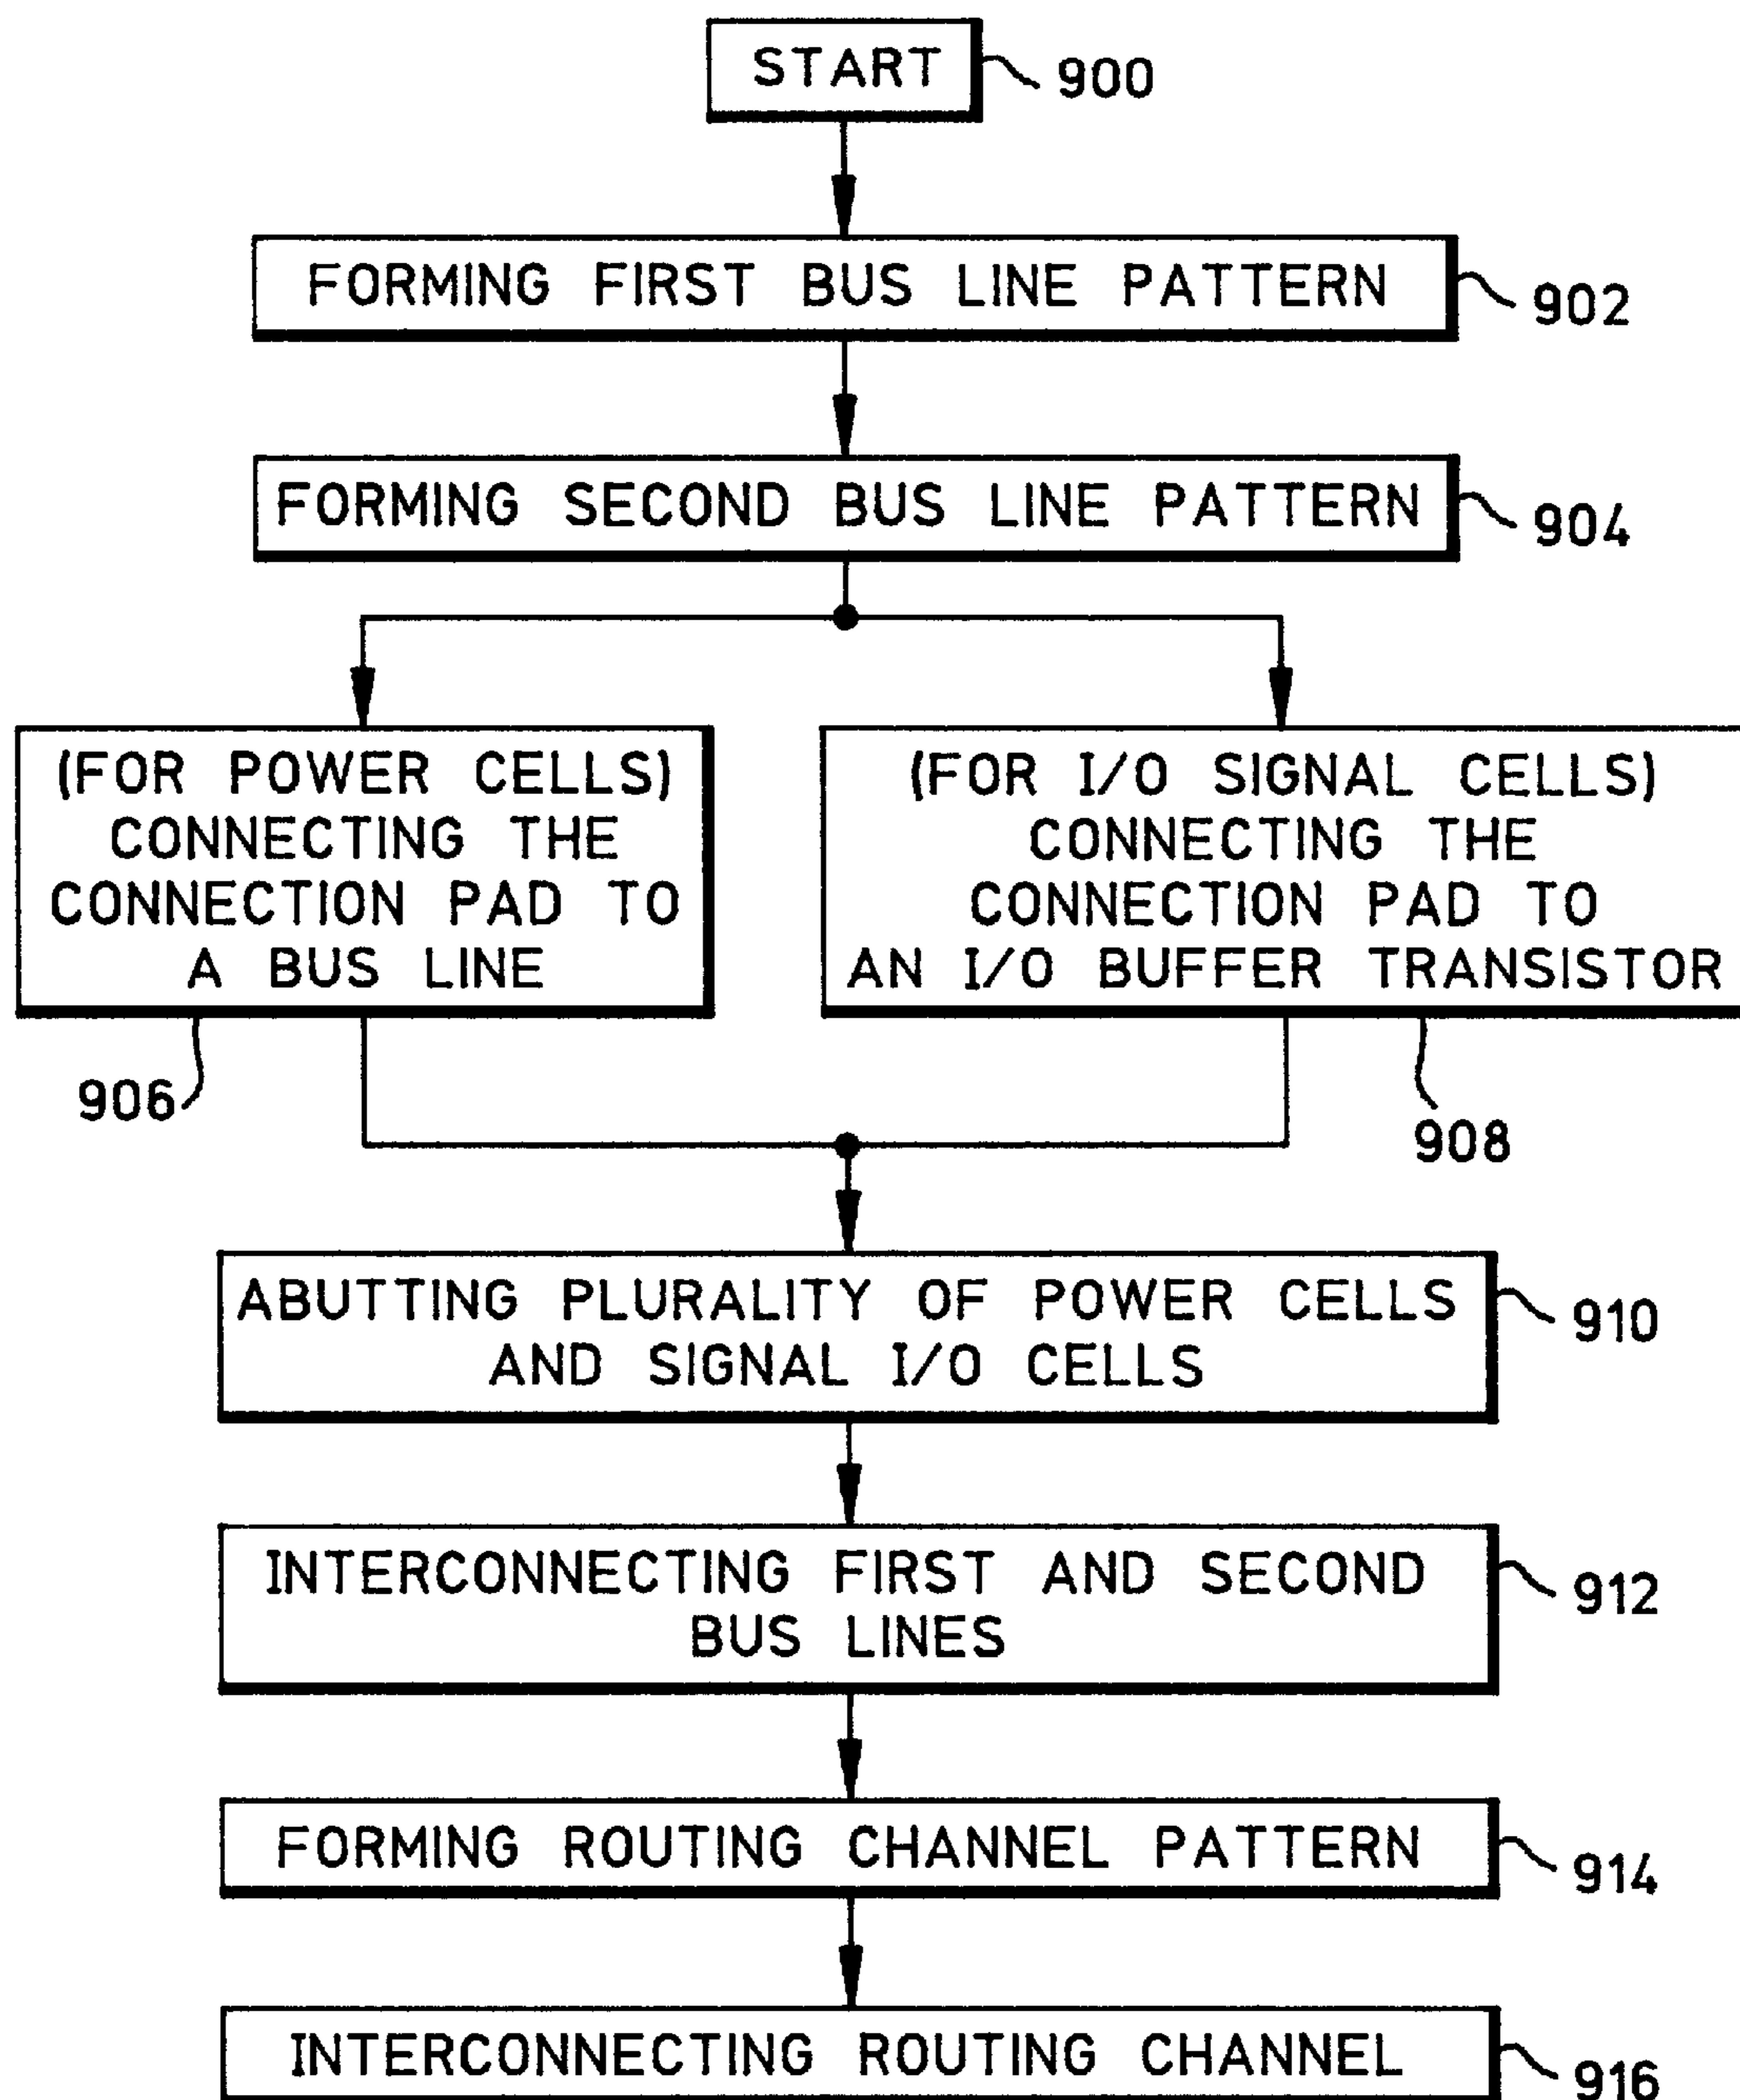 START
900
FORMING FIRST BUS LINE PATTERN
902
FORMING SECOND BUS LINE PATTERN
904
(FOR POWER CELLS)
CONNECTING THE
CONNECTION PAD TO
A BUS LINE
906
(FOR I/O SIGNAL CELLS)
CONNECTING THE
CONNECTION PAD TO
AN I/O BUFFER TRANSISTOR
908
ABUTTING PLURALITY OF POWER CELLS
AND SIGNAL I/O CELLS
910
INTERCONNECTING FIRST AND SECOND
BUS LINES
912
FORMING ROUTING CHANNEL PATTERN
914
INTERCONNECTING ROUTING CHANNEL
916